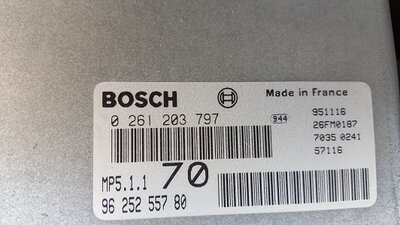 BOSCH
Made in France
0 261 203 797
944
951116
26FM0187
7035 0241
57116
MP5.1.1 70
96 252 557 80